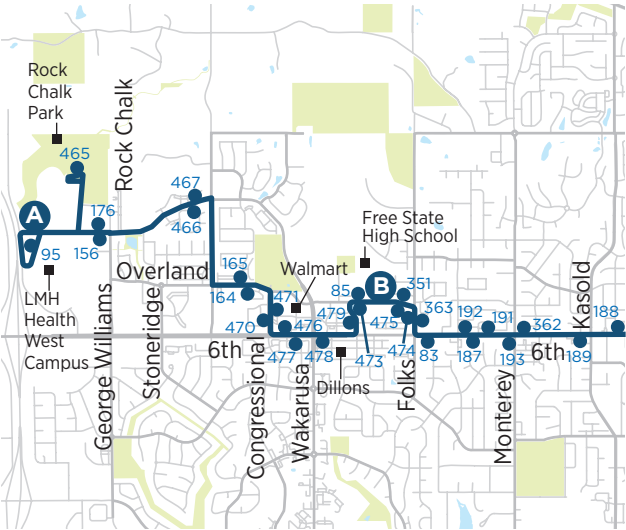 Rock
Chalk
Park
Rock Chalk
465
467
466
A
176
156
95
LMH
Health
West
Campus
Overland
165
164
471
Walmart
Free State
High School
85
B
351
363
470
476
479
475
192
191
362
188
6th
477
478
473
474
83
187
193
6th
189
Kasold
Dillons
George Williams
Stoneridge
Congressional
Wakarusa
Folks
Monterey